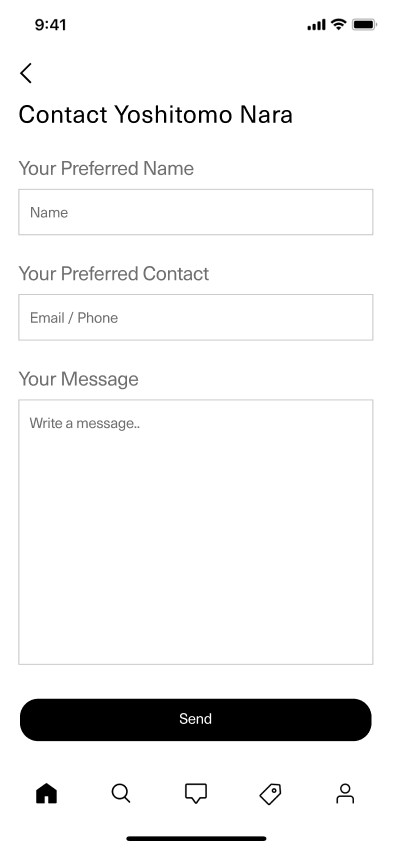 9:41
Contact Yoshitomo Nara
Your Preferred Name
Name
Your Preferred Contact
Email / Phone
Your Message
Write a message..
Send